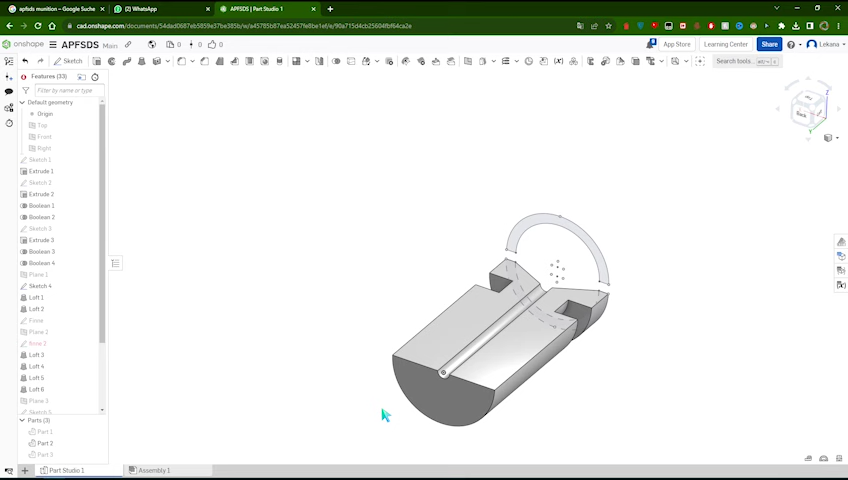 apfsds munition – Google Suche
(2) WhatsApp
APFSDS | Part Studio 1
cad.onshape.com/documents/54dad0687eb5859d37be385b/w/a45785b87ea52457fe8be1ef/e/90a715d4cb25604fbf64ca2e
onshape
APFSDS
Main
0
0
0
App Store
Learning Center
Share
Lekana
Sketch
Search tools...
Features (33)
Filter by name or type
Default geometry
Origin
Top
Front
Right
Sketch 1
Extrude 1
Sketch 2
Extrude 2
Boolean 1
Boolean 2
Sketch 3
Extrude 3
Boolean 3
Boolean 4
Plane 1
Sketch 4
Loft 1
Loft 2
Plane 2
Loft 3
Loft 4
Loft 5
Loft 6
Plane 3
Parts (3)
Part 1
Part 2
Part 3
Z
Back
Y
Part Studio 1
Assembly 1